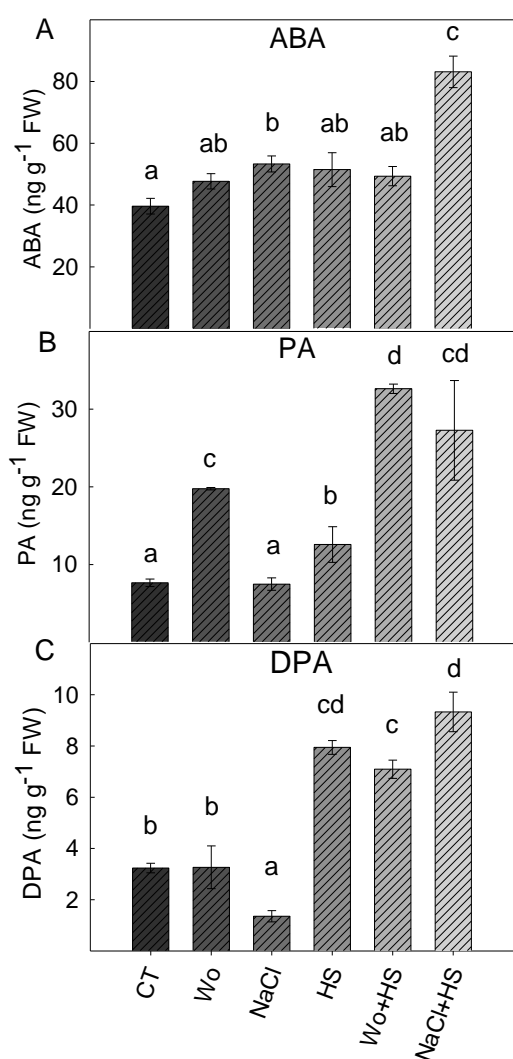 A
ABA
ABA (ng g-1 FW)
80
60
40
20
a
ab
b
ab
ab
c
B
PA
PA (ng g-1 FW)
30
20
10
a
c
a
b
d
cd
C
DPA
DPA (ng g-1 FW)
10
8
6
4
2
b
b
a
cd
c
d
CT
Wo
NaCl
HS
Wo+HS
NaCl+HS